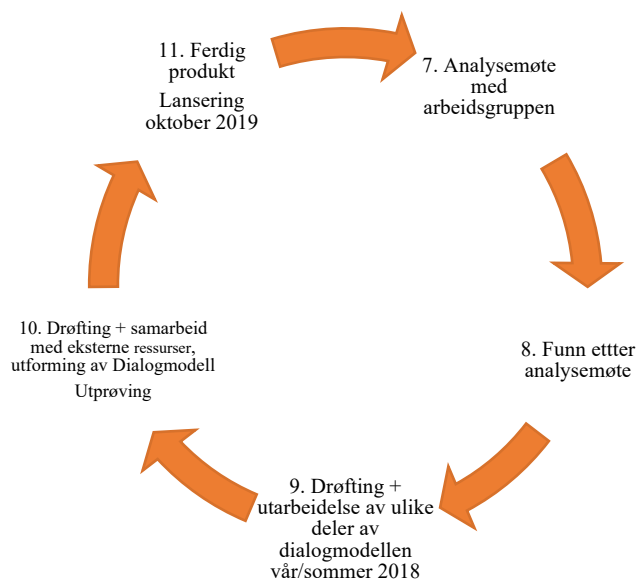 11. Ferdig
produkt
Lansering
oktober 2019
7. Analysemøte
med
arbeidsgruppen
8. Funn ettter
analysemøte
9. Drøfting +
utarbeidelse av ulike
deler av
dialogmodellen
vår/sommer 2018
10. Drøfting + samarbeid
med eksterne ressurser,
utforming av Dialogmodell
Utprøving